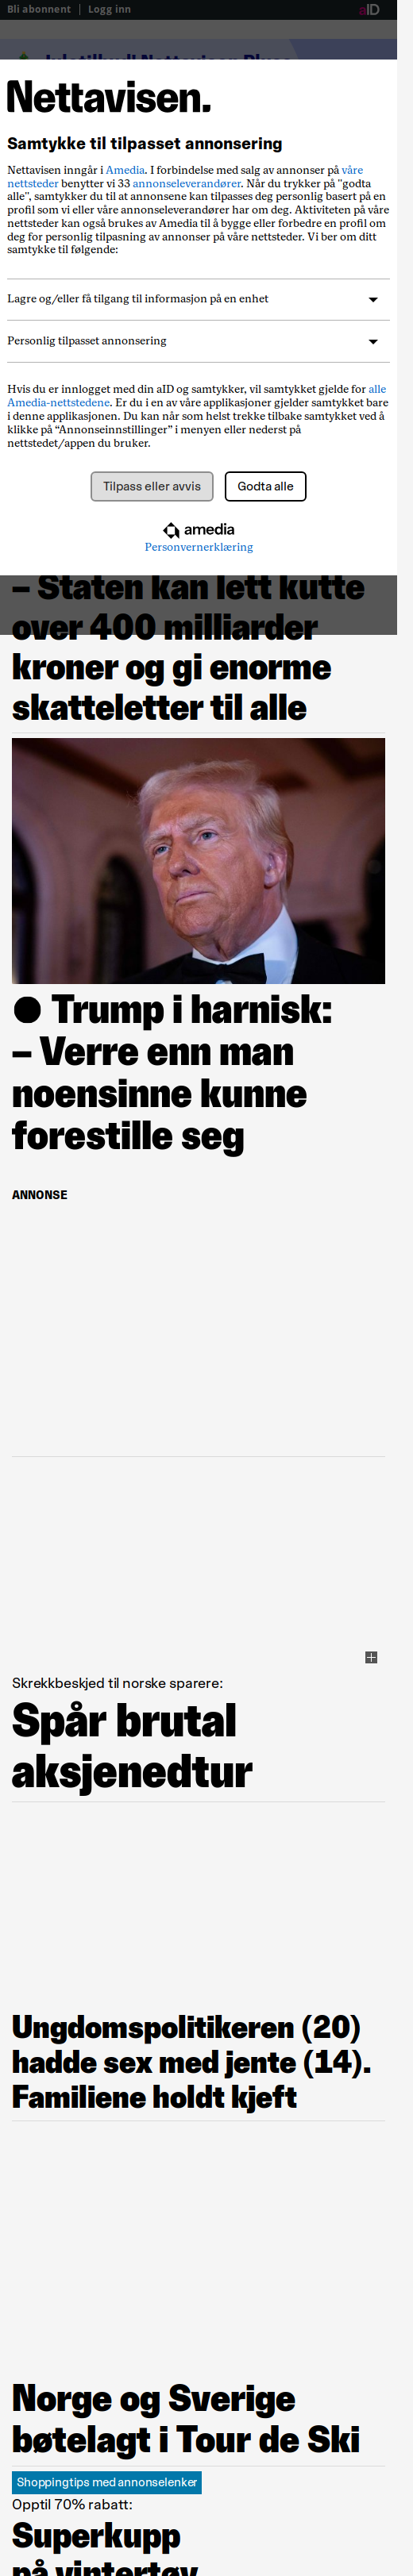 Bli abonnent | Logg inn
aID
Nettavisen.
Samtykke til tilpasset annonsering
Nettavisen inngår i Amedia. I forbindelse med salg av annonser på våre
nettsteder benytter vi 33 annonseleverandører. Når du trykker på "godta
alle", samtykker du til at annonsene kan tilpasses deg personlig basert på en
profil som vi eller våre annonseleverandører har om deg. Aktiviteten på våre
nettsteder kan også brukes av Amedia til å bygge eller forbedre en profil om
deg for personlig tilpasning av annonser på våre nettsteder. Vi ber om ditt
samtykke til følgende:
Lagre og/eller få tilgang til informasjon på en enhet
Personlig tilpasset annonsering
Hvis du er innlogget med din aID og samtykker, vil samtykket gjelde for alle
Amedia-nettstedene. Er du i en av våre applikasjoner gjelder samtykket bare
i denne applikasjonen. Du kan når som helst trekke tilbake samtykket ved å
klikke på “Annonseinnstillinger” i menyen eller nederst på
nettstedet/appen du bruker.
Tilpass eller avvis
Godta alle
amedia
Personvernerklæring
– Staten kan lett kutte
over 400 milliarder
kroner og gi enorme
skatteletter til alle
● Trump i harnisk:
– Verre enn man
noensinne kunne
forestille seg
ANNONSE
Skrekkbeskjed til norske sparere:
Spår brutal
aksjenedtur
Ungdomspolitikeren (20)
hadde sex med jente (14).
Familiene holdt kjeft
Norge og Sverige
bøtelagt i Tour de Ski
Shoppingtips med annonselenker
Opptil 70% rabatt:
Superkupp
på vintertøy